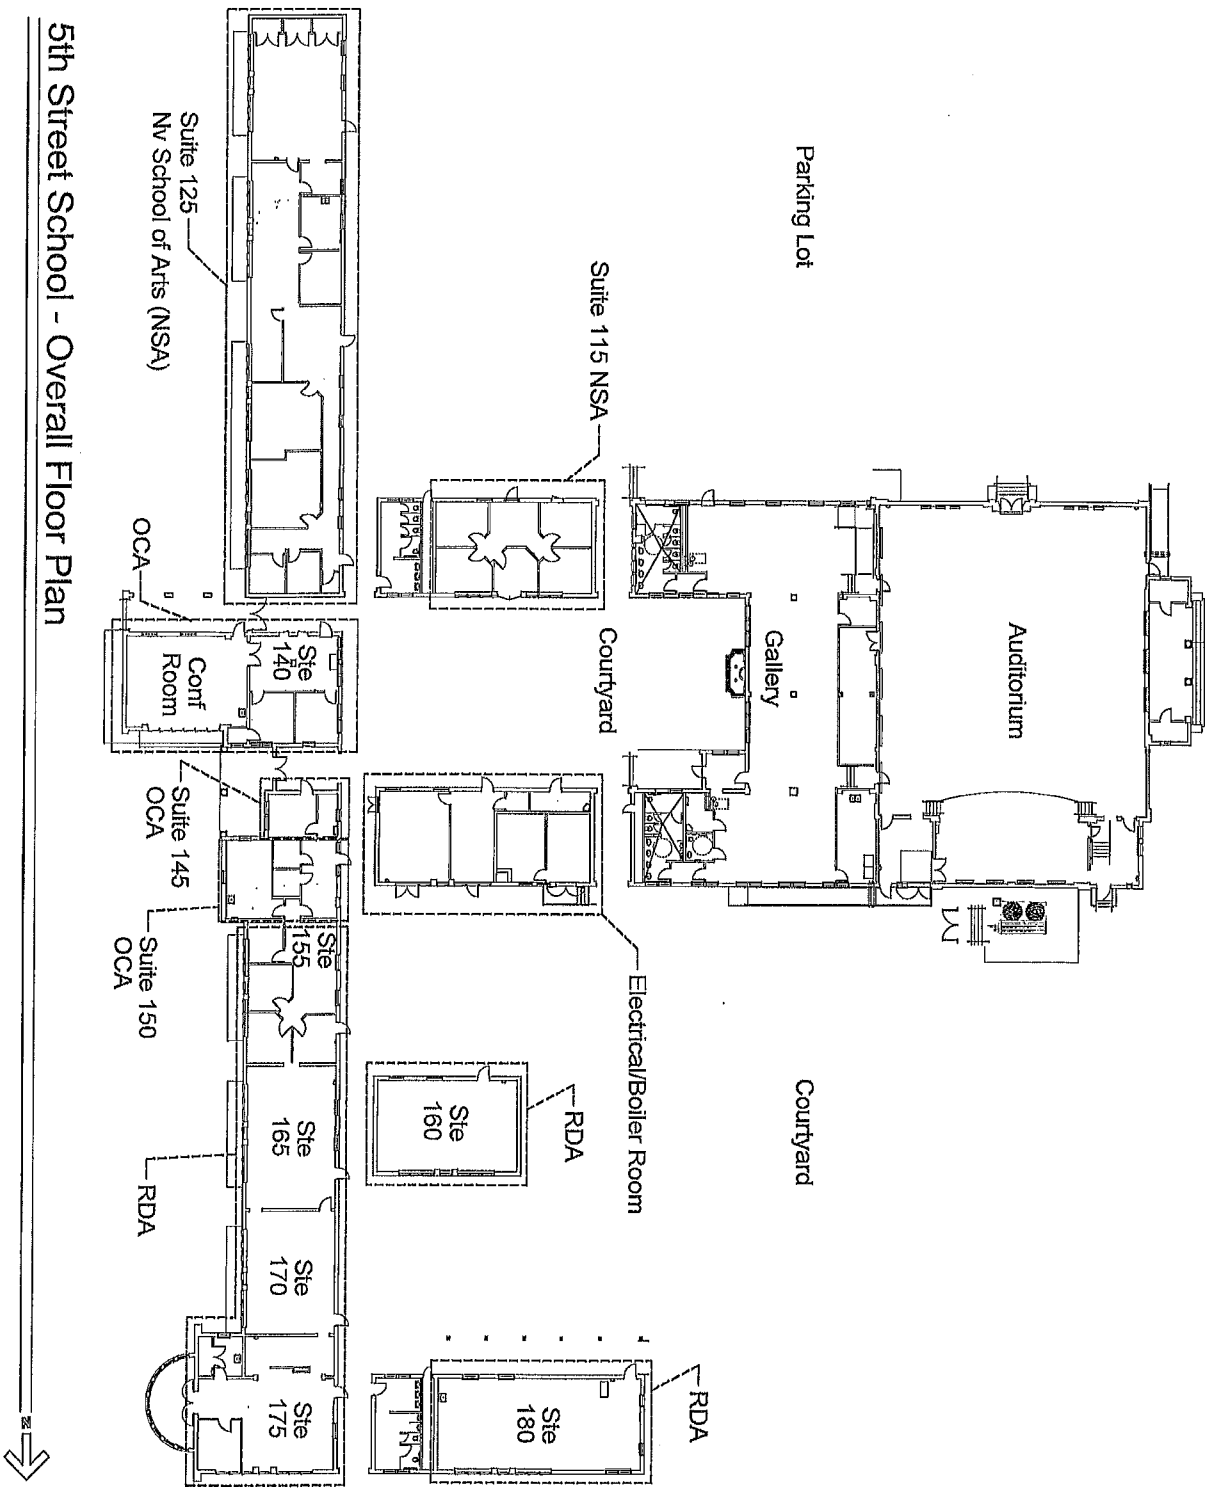 Parking Lot
Auditorium
Gallery
Courtyard
Courtyard
Suite 115 NSA
Electrical/Boiler Room
RDA
Ste
160
RDA
Ste
180
Suite 125
Nv School of Arts (NSA)
OCA
Ste
140
Conf
Room
Suite 145
OCA
Suite 150
OCA
Ste
155
Ste
165
Ste
170
Ste
175
RDA
5th Street School - Overall Floor Plan
N